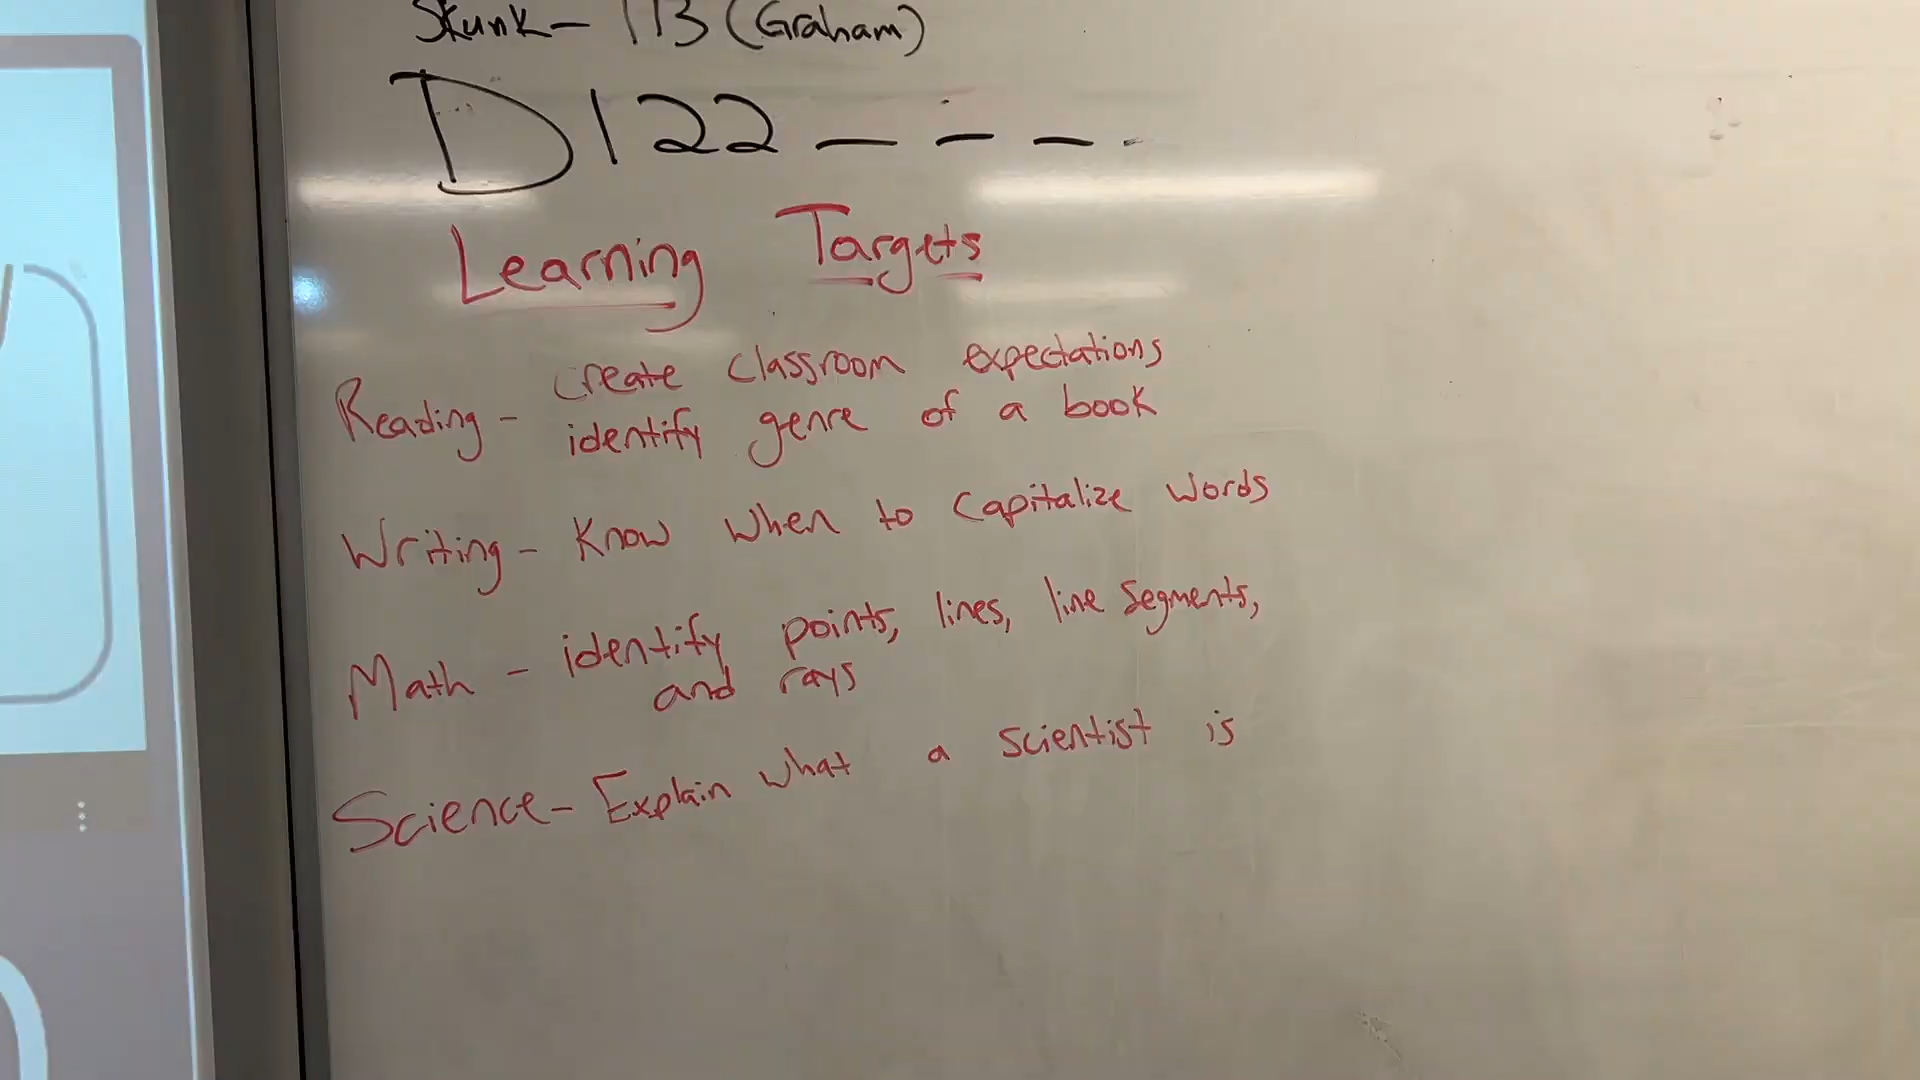 Skunk- 113 (Graham)
D122 _ _ _
Learning Targets
Reading - create classroom expectations
identify genre of a book
Writing - Know when to capitalize words
Math - identify points, lines, line segments,
and rays
Science - Explain what a scientist is